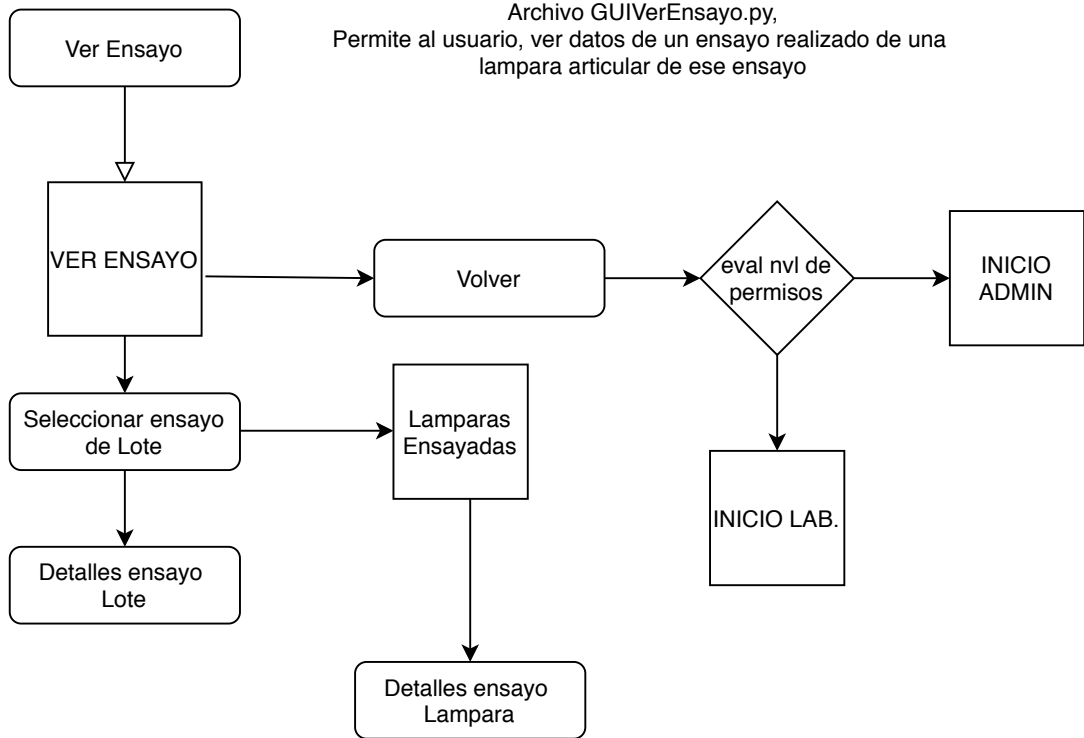 Archivo GUIVerEnsayo.py,
Permite al usuario, ver datos de un ensayo realizado de una
lampara articular de ese ensayo
Ver Ensayo
VER ENSAYO
Volver
eval nvl de
permisos
INICIO
ADMIN
Seleccionar ensayo
de Lote
Lamparas
Ensayadas
INICIO LAB.
Detalles ensayo
Lote
Detalles ensayo
Lampara